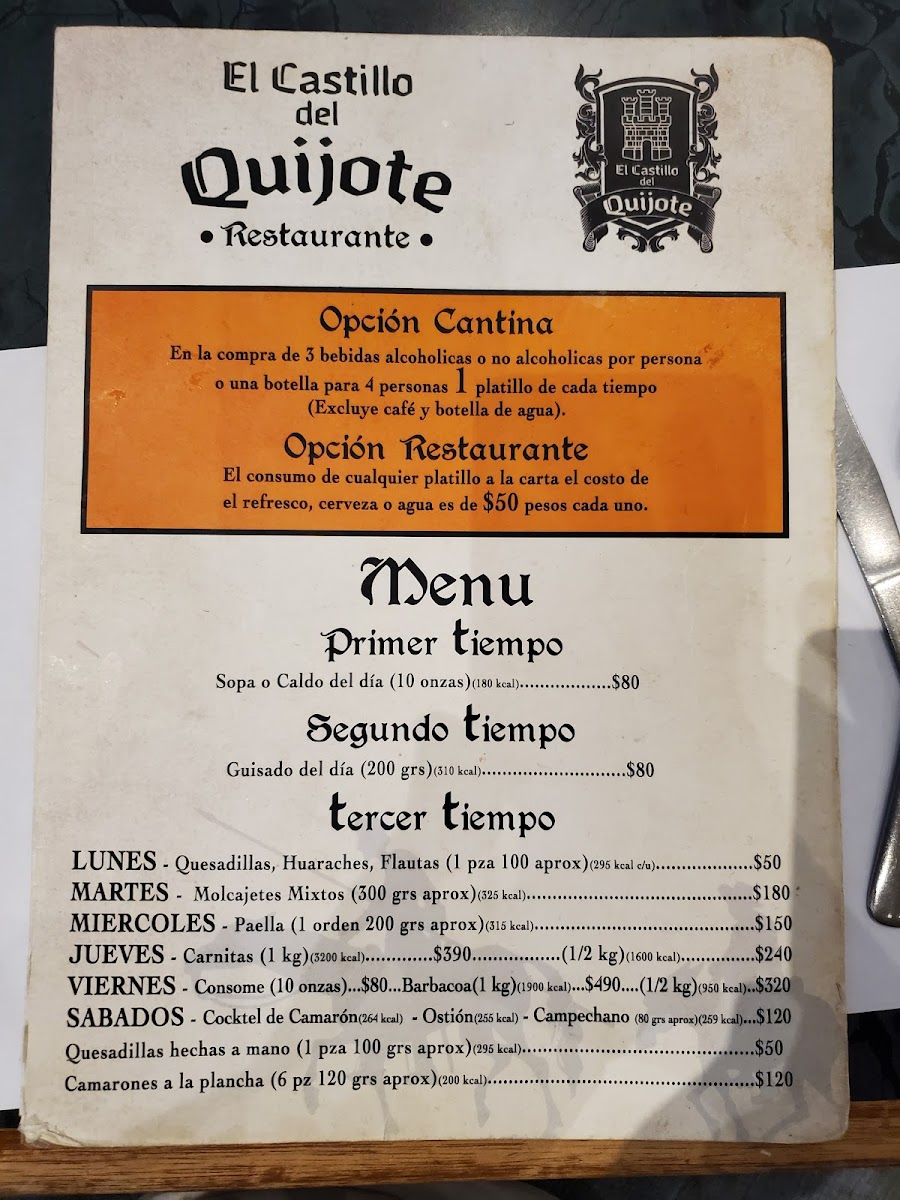 El Castillo
del
Quijote
• Restaurante •
El Castillo
del
Quijote
Opción Cantina
En la compra de 3 bebidas alcoholicas o no alcoholicas por persona
o una botella para 4 personas 1 platillo de cada tiempo
(Excluye café y botella de agua).
Opción Restaurante
El consumo de cualquier platillo a la carta el costo de
el refresco, cerveza o agua es de $50 pesos cada uno.
Menu
Primer tiempo
Sopa o Caldo del día (10 onzas)(180 kcal)..................$80
Segundo tiempo
Guisado del día (200 grs)(310 kcal)............................$80
tercer tiempo
LUNES - Quesadillas, Huaraches, Flautas (1 pza 100 aprox)(295 kcal c/u)...................$50
MARTES - Molcajetes Mixtos (300 grs aprox)(325 kcal)..................................................$180
MIERCOLES - Paella (1 orden 200 grs aprox)(315 kcal)...........................................$150
JUEVES - Carnitas (1 kg)(3200 kcal).............$390.................(1/2 kg)(1600 kcal)..............$240
VIERNES - Consome (10 onzas)...$80...Barbacoa(1 kg)(1900 kcal)...$490....(1/2 kg)(950 kcal)..$320
SABADOS - Cocktel de Camarón(264 kcal) - Ostión(255 kcal) - Campechano (80 grs aprox)(259 kcal)...$120
Quesadillas hechas a mano (1 pza 100 grs aprox)(295 kcal).............................................$50
Camarones a la plancha (6 pz 120 grs aprox)(200 kcal)....................................................$120